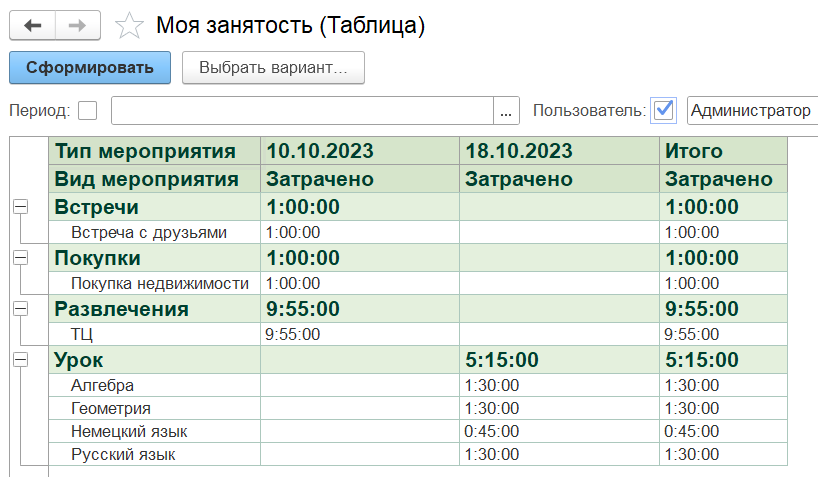 Моя занятость (Таблица)
Сформировать Выбрать вариант...
Период: ... Пользователь: Администратор
Тип мероприятия 10.10.2023 18.10.2023 Итого
Вид мероприятия Затрачено Затрачено Затрачено
Встречи 1:00:00 1:00:00
Встреча с друзьями 1:00:00 1:00:00
Покупки 1:00:00 1:00:00
Покупка недвижимости 1:00:00 1:00:00
Развлечения 9:55:00 9:55:00
ТЦ 9:55:00 9:55:00
Урок 5:15:00 5:15:00
Алгебра 1:30:00 1:30:00
Геометрия 1:30:00 1:30:00
Немецкий язык 0:45:00 0:45:00
Русский язык 1:30:00 1:30:00